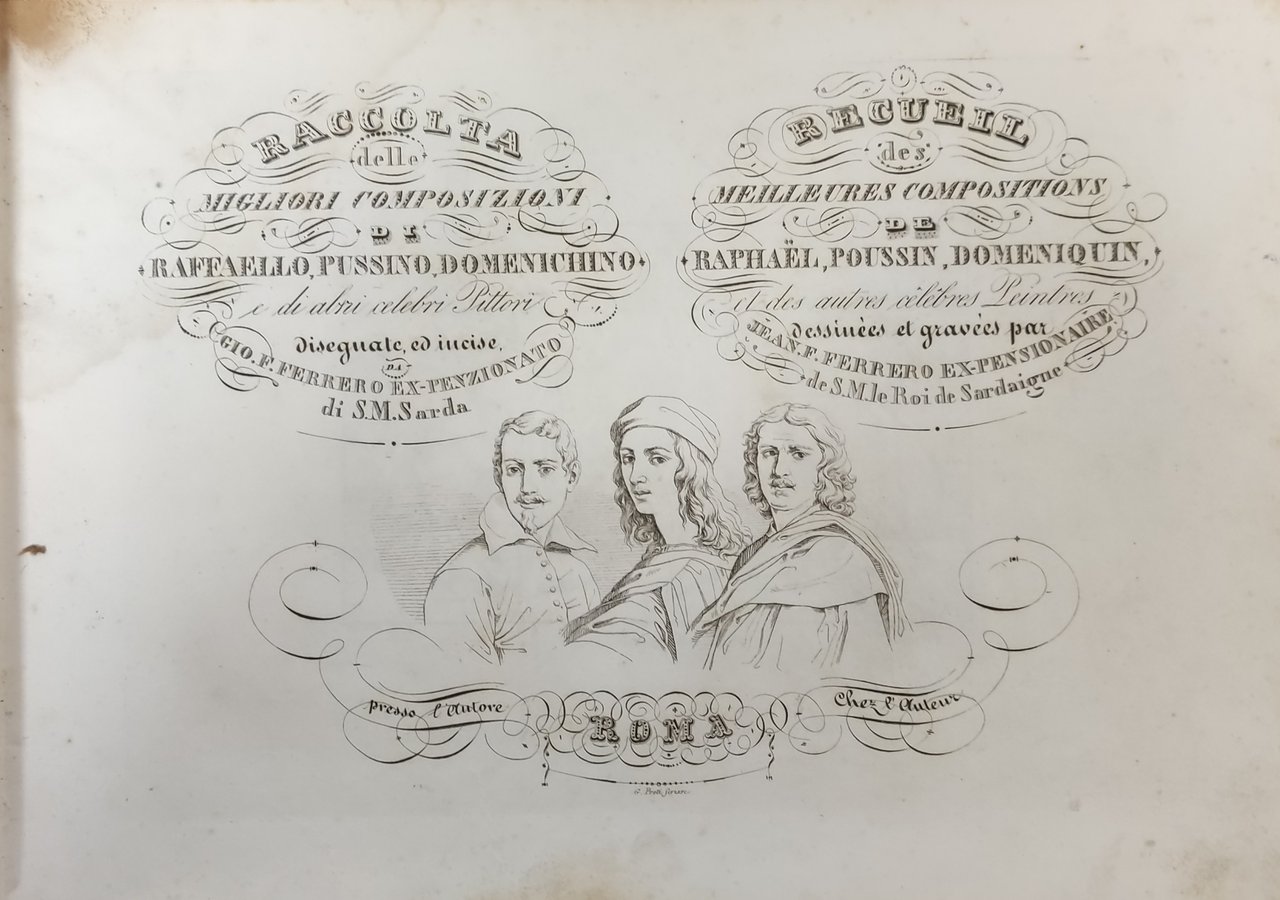 RACCOLTA
delle
MIGLIORI COMPOSIZIONI
DI
RAFFAELLO, PUSSINO, DOMENICHINO
e di altri celebri Pittori
disegnate, ed incise,
DA
GIO. F. FERRERO EX-PENZIONATO
di S.M. Sarda
RECUEIL
des
MEILLEURES COMPOSITIONS
DE
RAPHAËL, POUSSIN, DOMENIQUIN,
et des autres célèbres Peintres
dessinées et gravées par
JEAN. F. FERRERO EX-PENSIONAIRE
de S.M. le Roi de Sardaigne
presso l'Autore
ROMA
Chez l'Auteur
G.